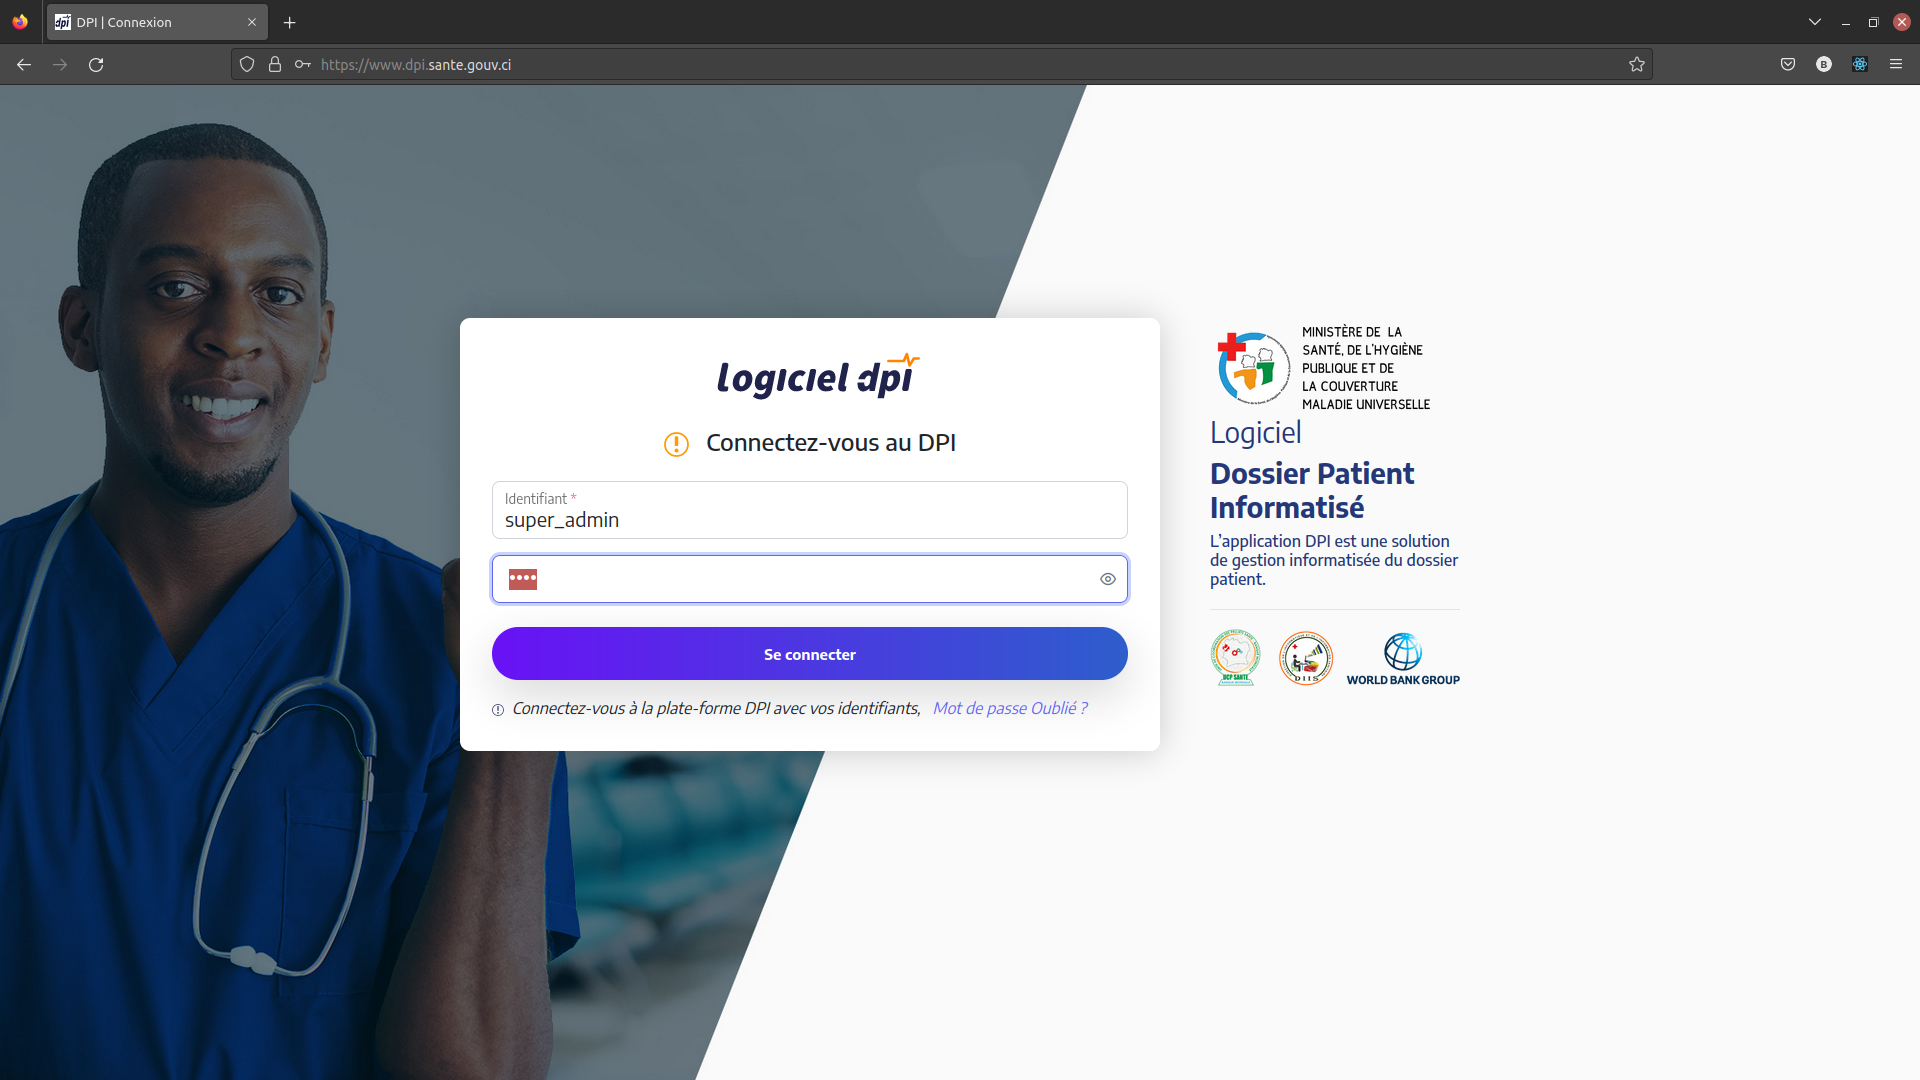 dpi DPI | Connexion
https://www.dpi.sante.gouv.ci
B
logiciel dpi
Connectez-vous au DPI
Identifiant *
super_admin
••••
Se connecter
Connectez-vous à la plate-forme DPI avec vos identifiants, Mot de passe Oublié ?
MINISTÈRE DE LA
SANTÉ, DE L'HYGIÈNE
PUBLIQUE ET DE
LA COUVERTURE
MALADIE UNIVERSELLE
Logiciel
Dossier Patient
Informatisé
L'application DPI est une solution
de gestion informatisée du dossier
patient.
UCP SANTE
DIIS
WORLD BANK GROUP